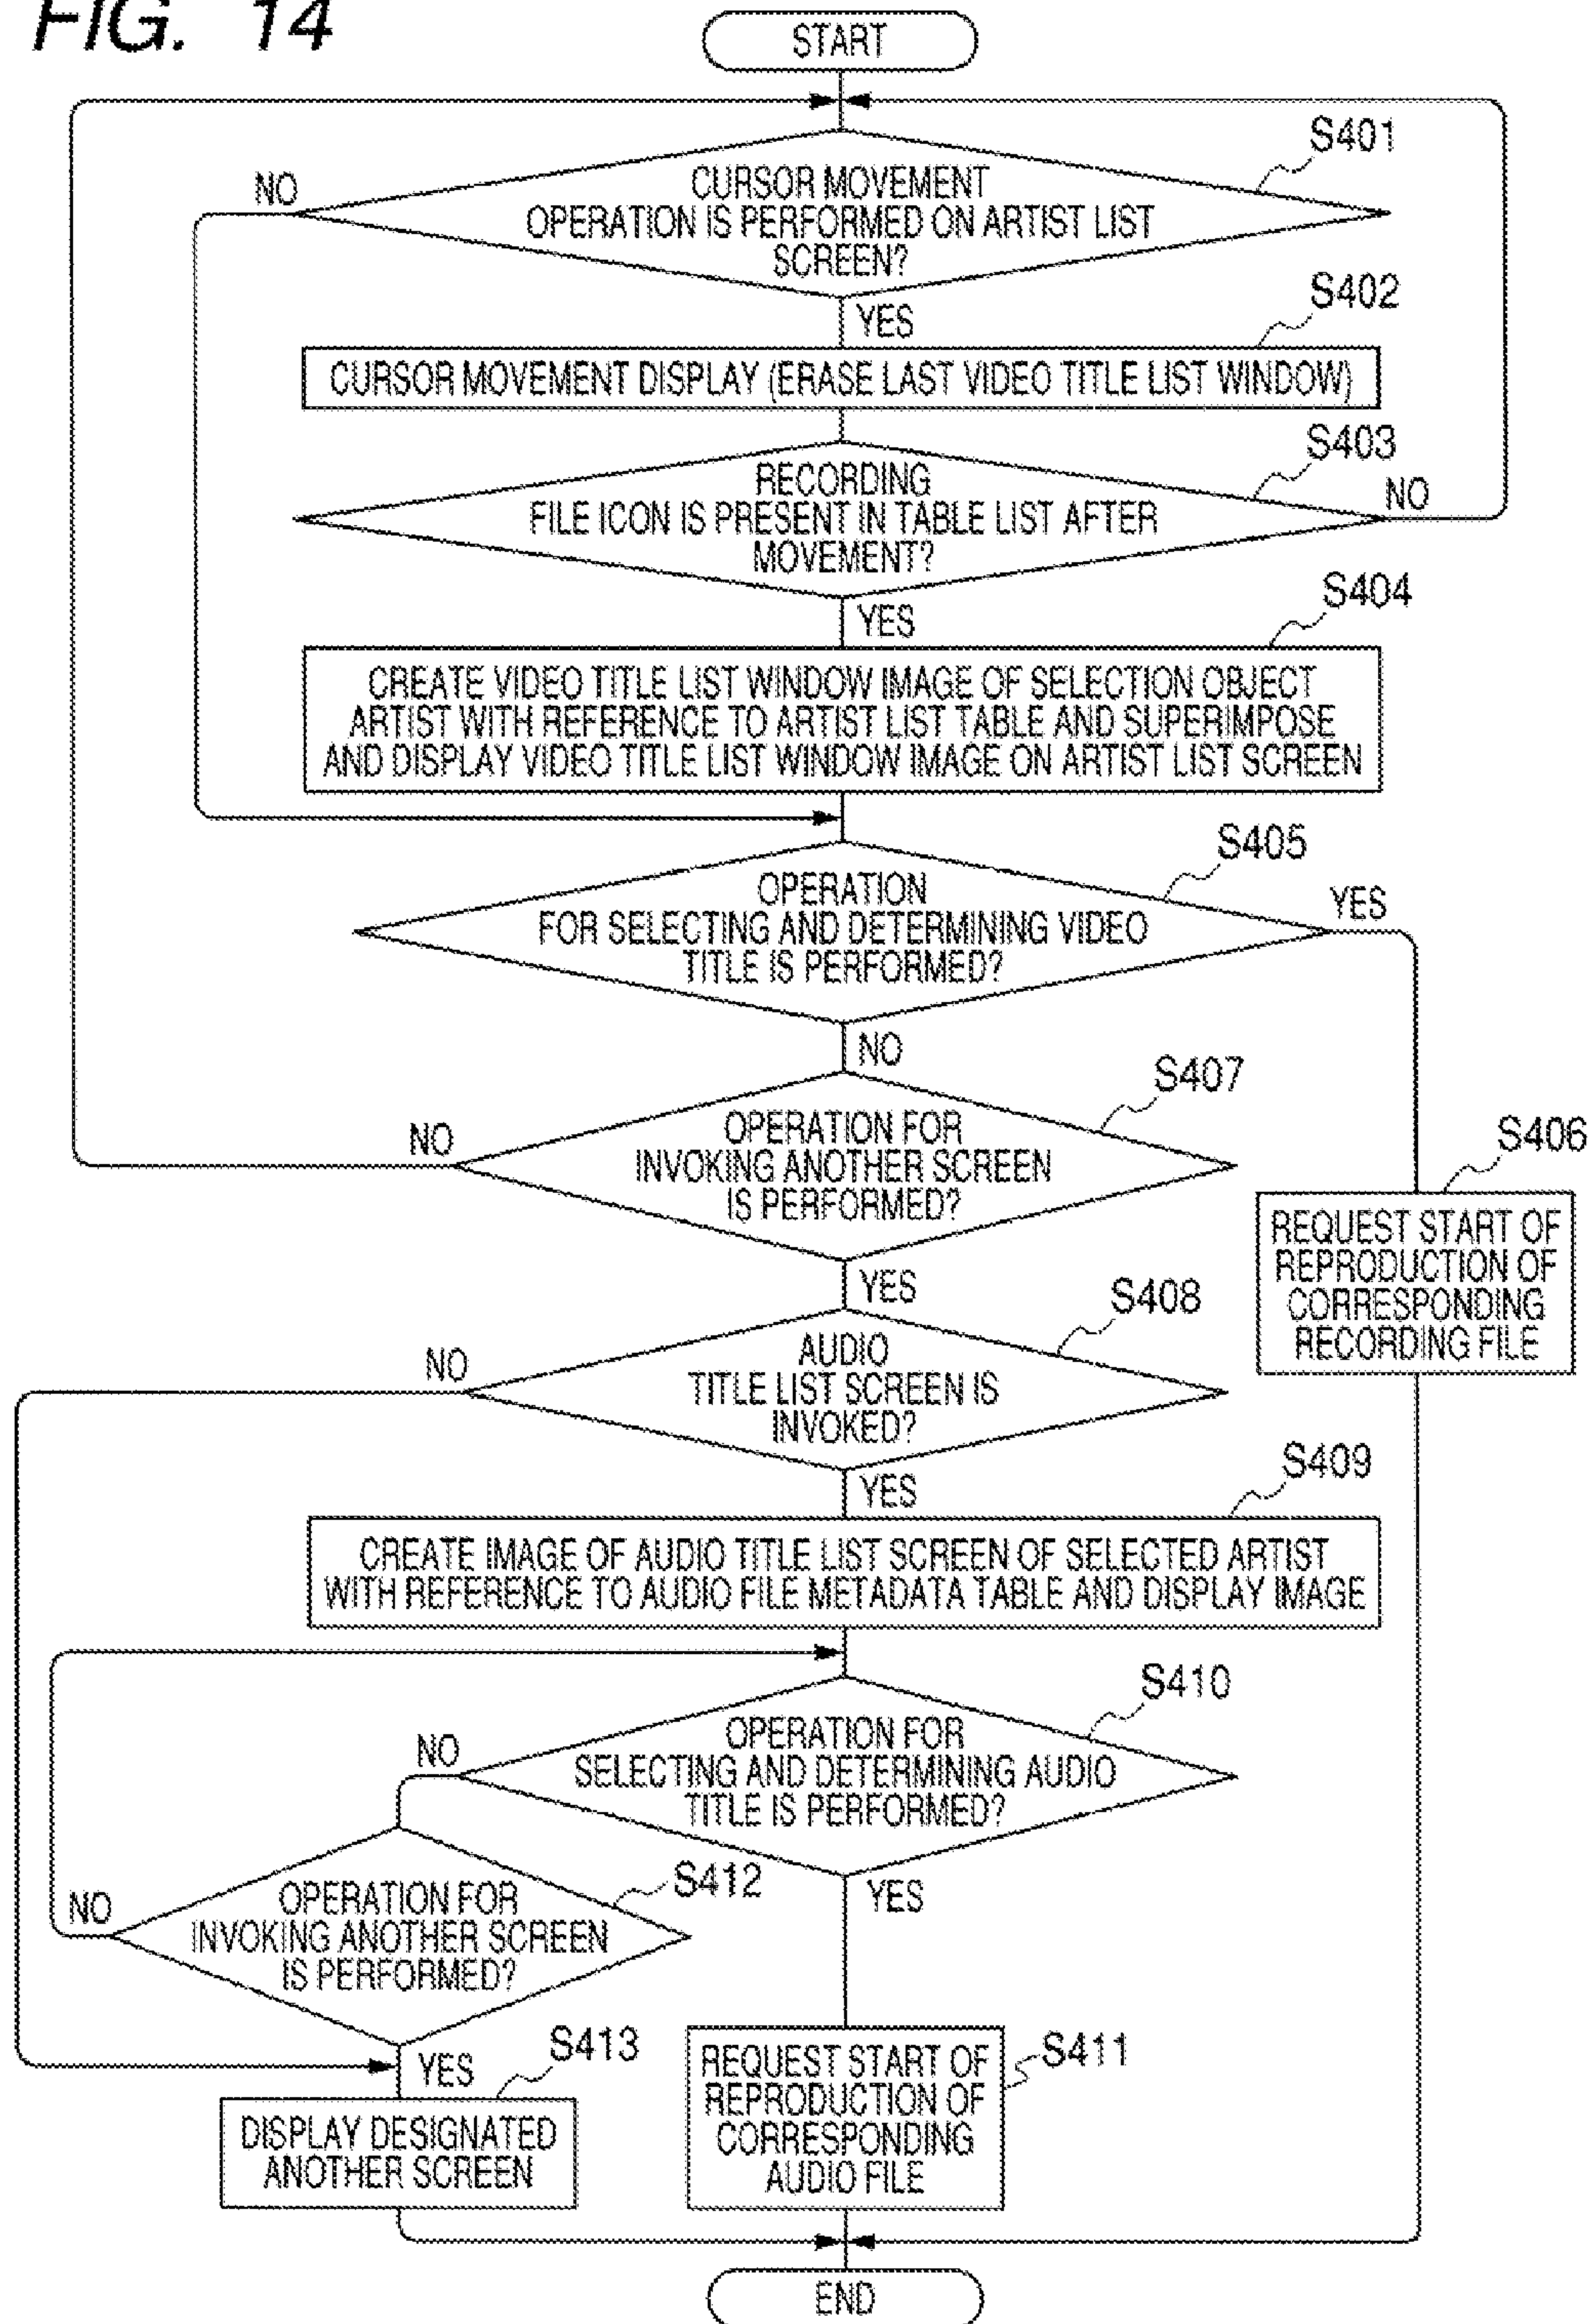 FIG. 14
START
S401
NO
CURSOR MOVEMENT
OPERATION IS PERFORMED ON ARTIST LIST
SCREEN?
S402
YES
CURSOR MOVEMENT DISPLAY (ERASE LAST VIDEO TITLE LIST WINDOW)
S403
RECORDING
FILE ICON IS PRESENT IN TABLE LIST AFTER
MOVEMENT?
NO
S404
YES
CREATE VIDEO TITLE LIST WINDOW IMAGE OF SELECTION OBJECT
ARTIST WITH REFERENCE TO ARTIST LIST TABLE AND SUPERIMPOSE
AND DISPLAY VIDEO TITLE LIST WINDOW IMAGE ON ARTIST LIST SCREEN
S405
OPERATION
FOR SELECTING AND DETERMINING VIDEO
TITLE IS PERFORMED?
YES
NO
S407
NO
OPERATION FOR
INVOKING ANOTHER SCREEN
IS PERFORMED?
S406
REQUEST START OF
REPRODUCTION OF
CORRESPONDING
RECORDING FILE
YES
S408
NO
AUDIO
TITLE LIST SCREEN IS
INVOKED?
S409
YES
CREATE IMAGE OF AUDIO TITLE LIST SCREEN OF SELECTED ARTIST
WITH REFERENCE TO AUDIO FILE METADATA TABLE AND DISPLAY IMAGE
S410
NO
OPERATION FOR
SELECTING AND DETERMINING AUDIO
TITLE IS PERFORMED?
S412
YES
NO
OPERATION FOR
INVOKING ANOTHER SCREEN
IS PERFORMED?
S413
YES
DISPLAY DESIGNATED
ANOTHER SCREEN
S411
REQUEST START OF
REPRODUCTION OF
CORRESPONDING
AUDIO FILE
END